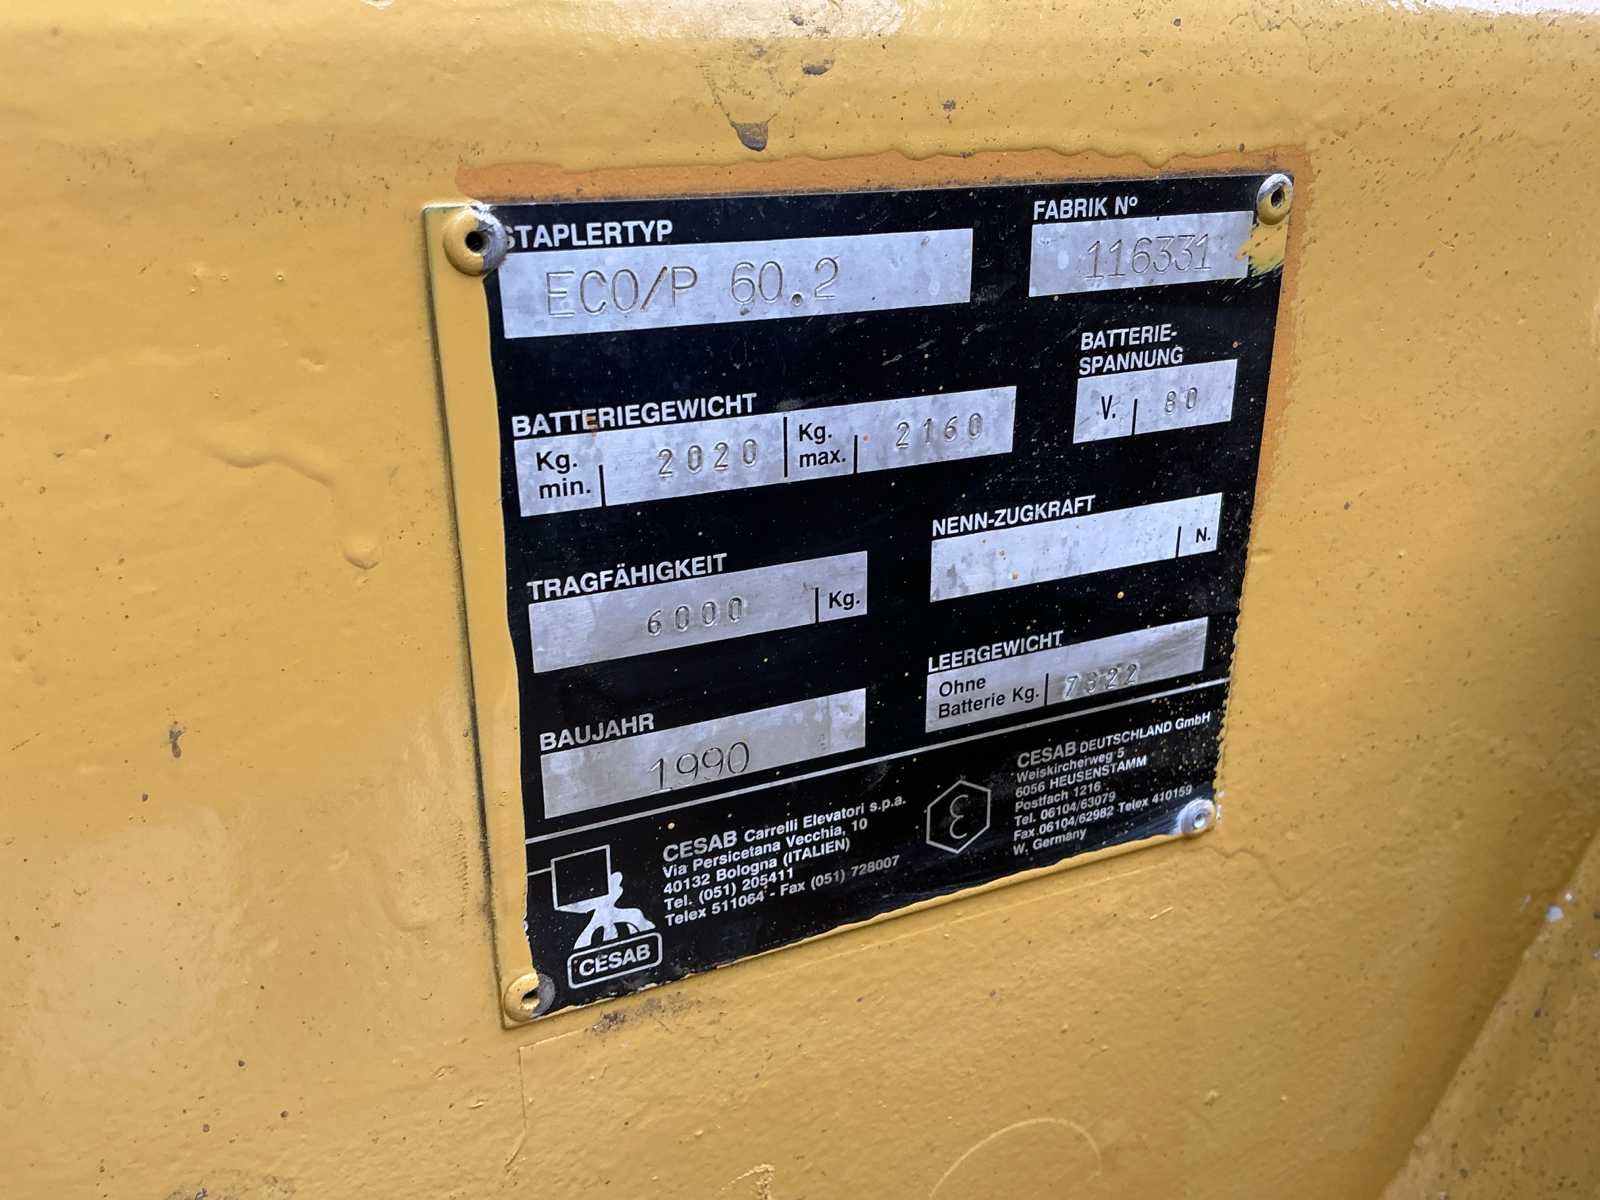 STAPLERTYP
ECO/P 60.2
FABRIK Nº
116331
BATTERIEGEWICHT
Kg. min. 2020 Kg. max. 2160
BATTERIE-
SPANNUNG
V. 80
TRAGFÄHIGKEIT
6000 Kg.
NENN-ZUGKRAFT
N.
BAUJAHR
1990
LEERGEWICHT
Ohne
Batterie Kg. 7322
CESAB
CESAB Carrelli Elevatori s.p.a.
Via Persicetana Vecchia, 10
40132 Bologna (ITALIEN)
Tel. (051) 205411
Telex 511064 - Fax (051) 728007
CESAB DEUTSCHLAND GmbH
Weiskircherweg 5
6056 HEUSENSTAMM
Postfach 1216
Tel. 06104/63079
Fax 06104/62982 Telex 410159
W. Germany